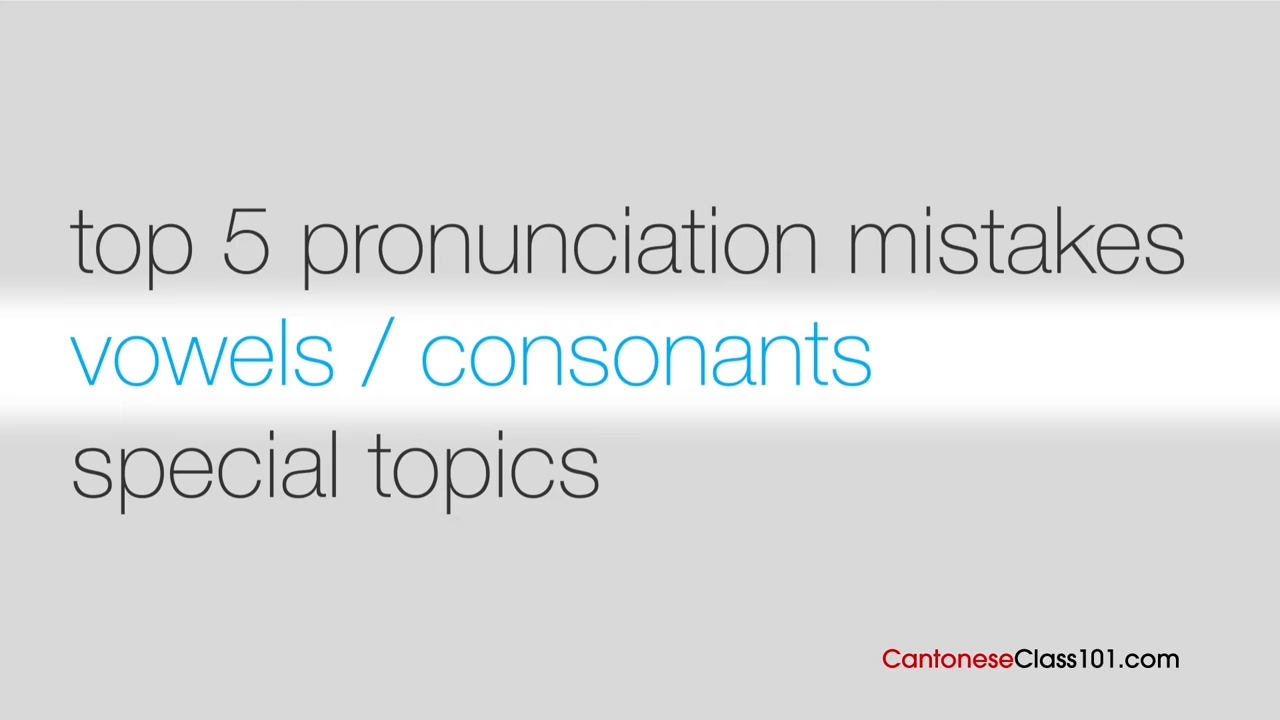 top 5 pronunciation mistakes
vowels / consonants
special topics
CantoneseClass101.com